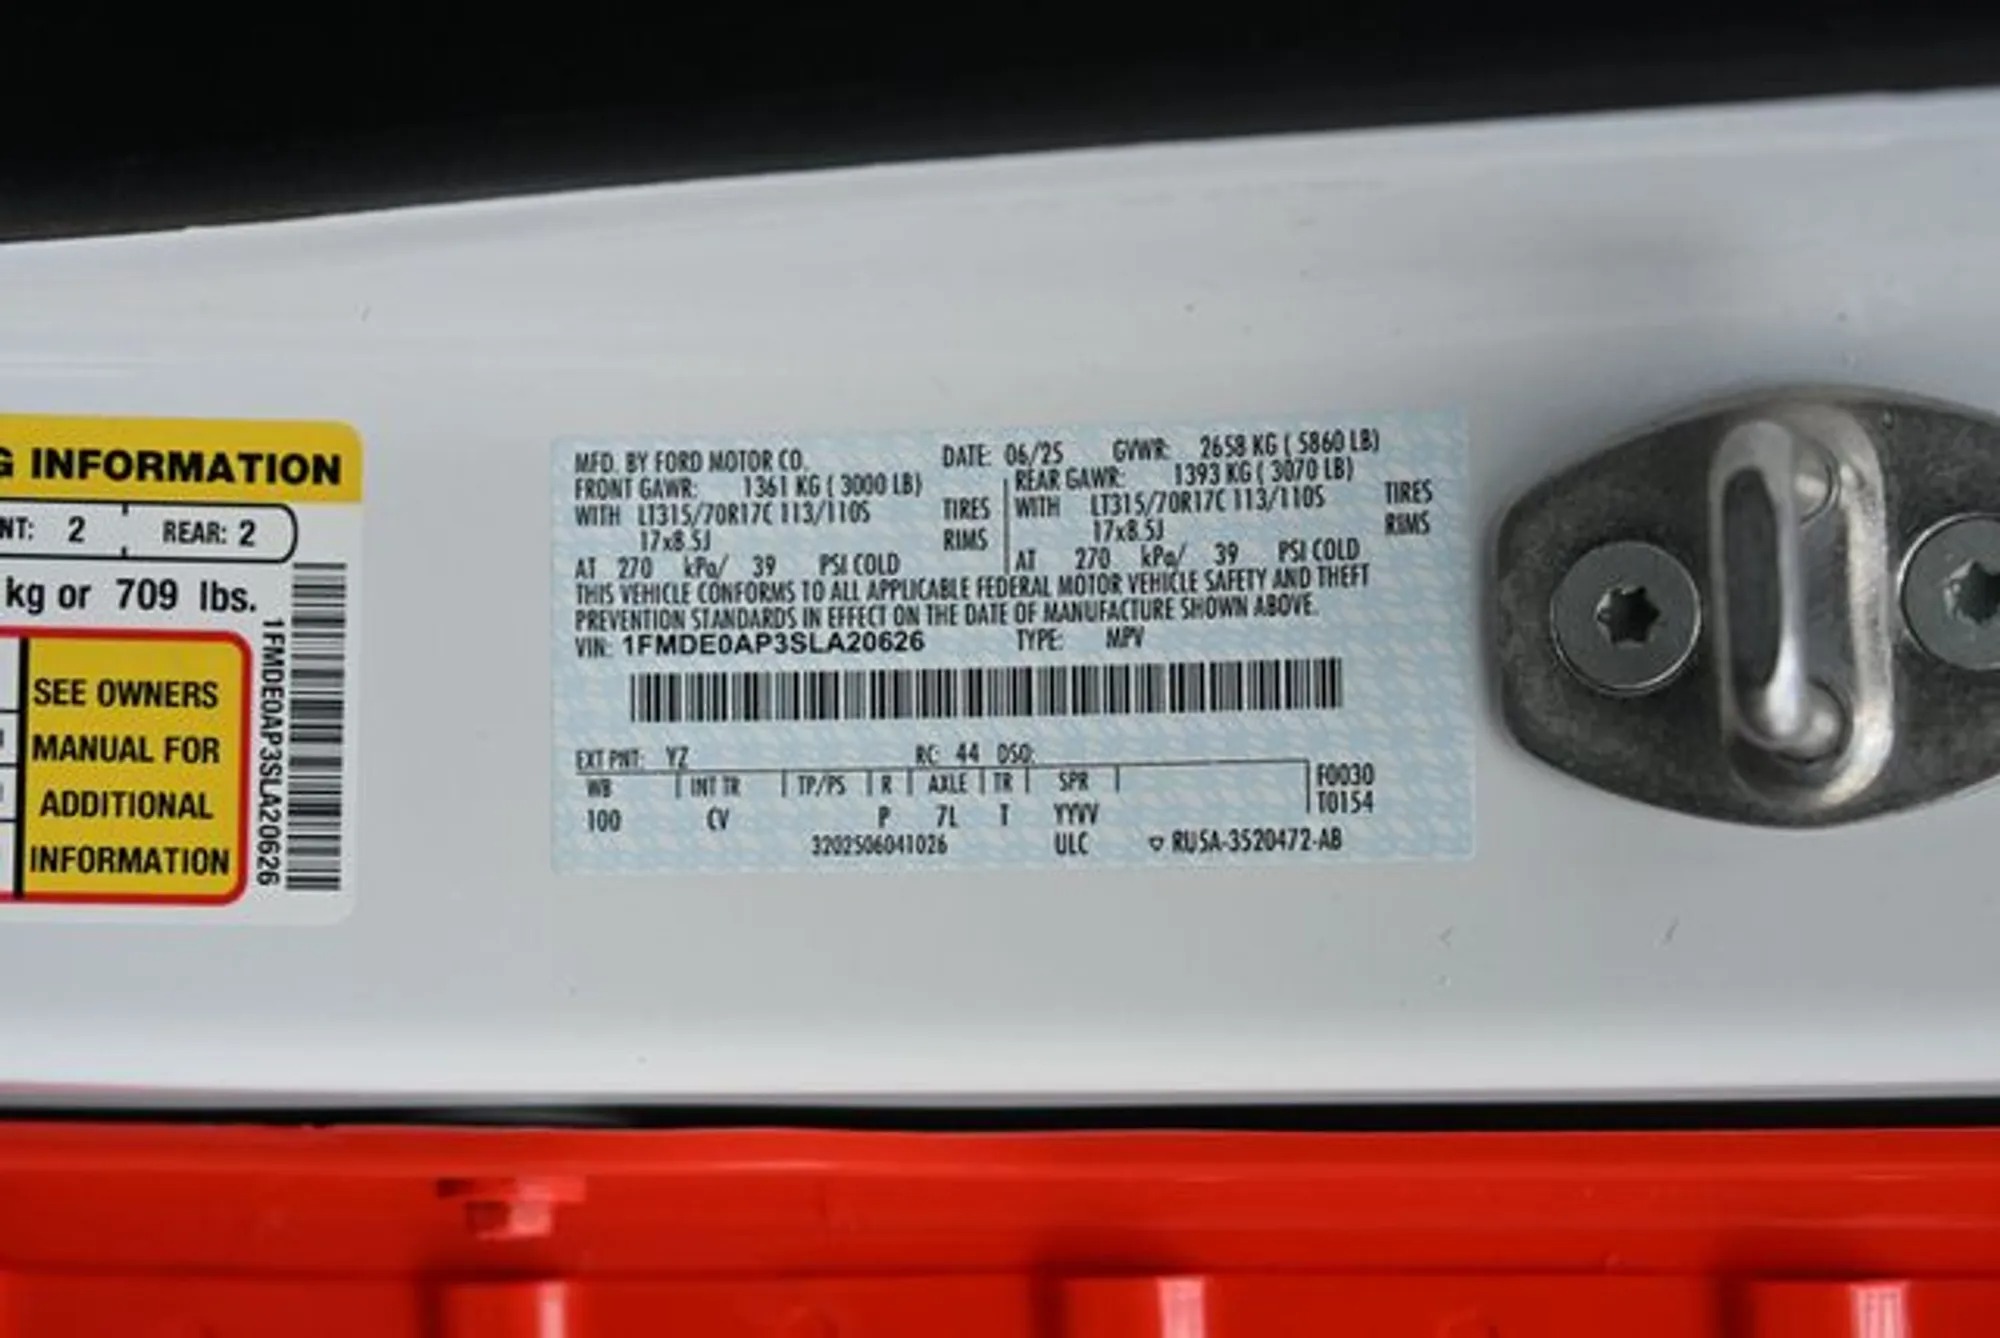 G INFORMATION
NT: 2 REAR: 2
kg or 709 lbs.
SEE OWNERS
MANUAL FOR
ADDITIONAL
INFORMATION
1FMDE0AP3SLA20626
MFD. BY FORD MOTOR CO. DATE: 06/25 GVWR: 2658 KG ( 5860 LB)
FRONT GAWR: 1361 KG ( 3000 LB) REAR GAWR: 1393 KG ( 3070 LB)
WITH LT315/70R17C 113/110S TIRES WITH LT315/70R17C 113/110S TIRES
17x8.5J RIMS 17x8.5J RIMS
AT 270 kPa/ 39 PSI COLD AT 270 kPa/ 39 PSI COLD
THIS VEHICLE CONFORMS TO ALL APPLICABLE FEDERAL MOTOR VEHICLE SAFETY AND THEFT
PREVENTION STANDARDS IN EFFECT ON THE DATE OF MANUFACTURE SHOWN ABOVE.
VIN: 1FMDE0AP3SLA20626 TYPE: MPV
EXT PNT: YZ RC: 44 DSO:
WB INT TR TP/PS R AXLE TR SPR F0030
100 CV P 7L T YYVV T0154
3202506041026 ULC RU5A-3520472-AB